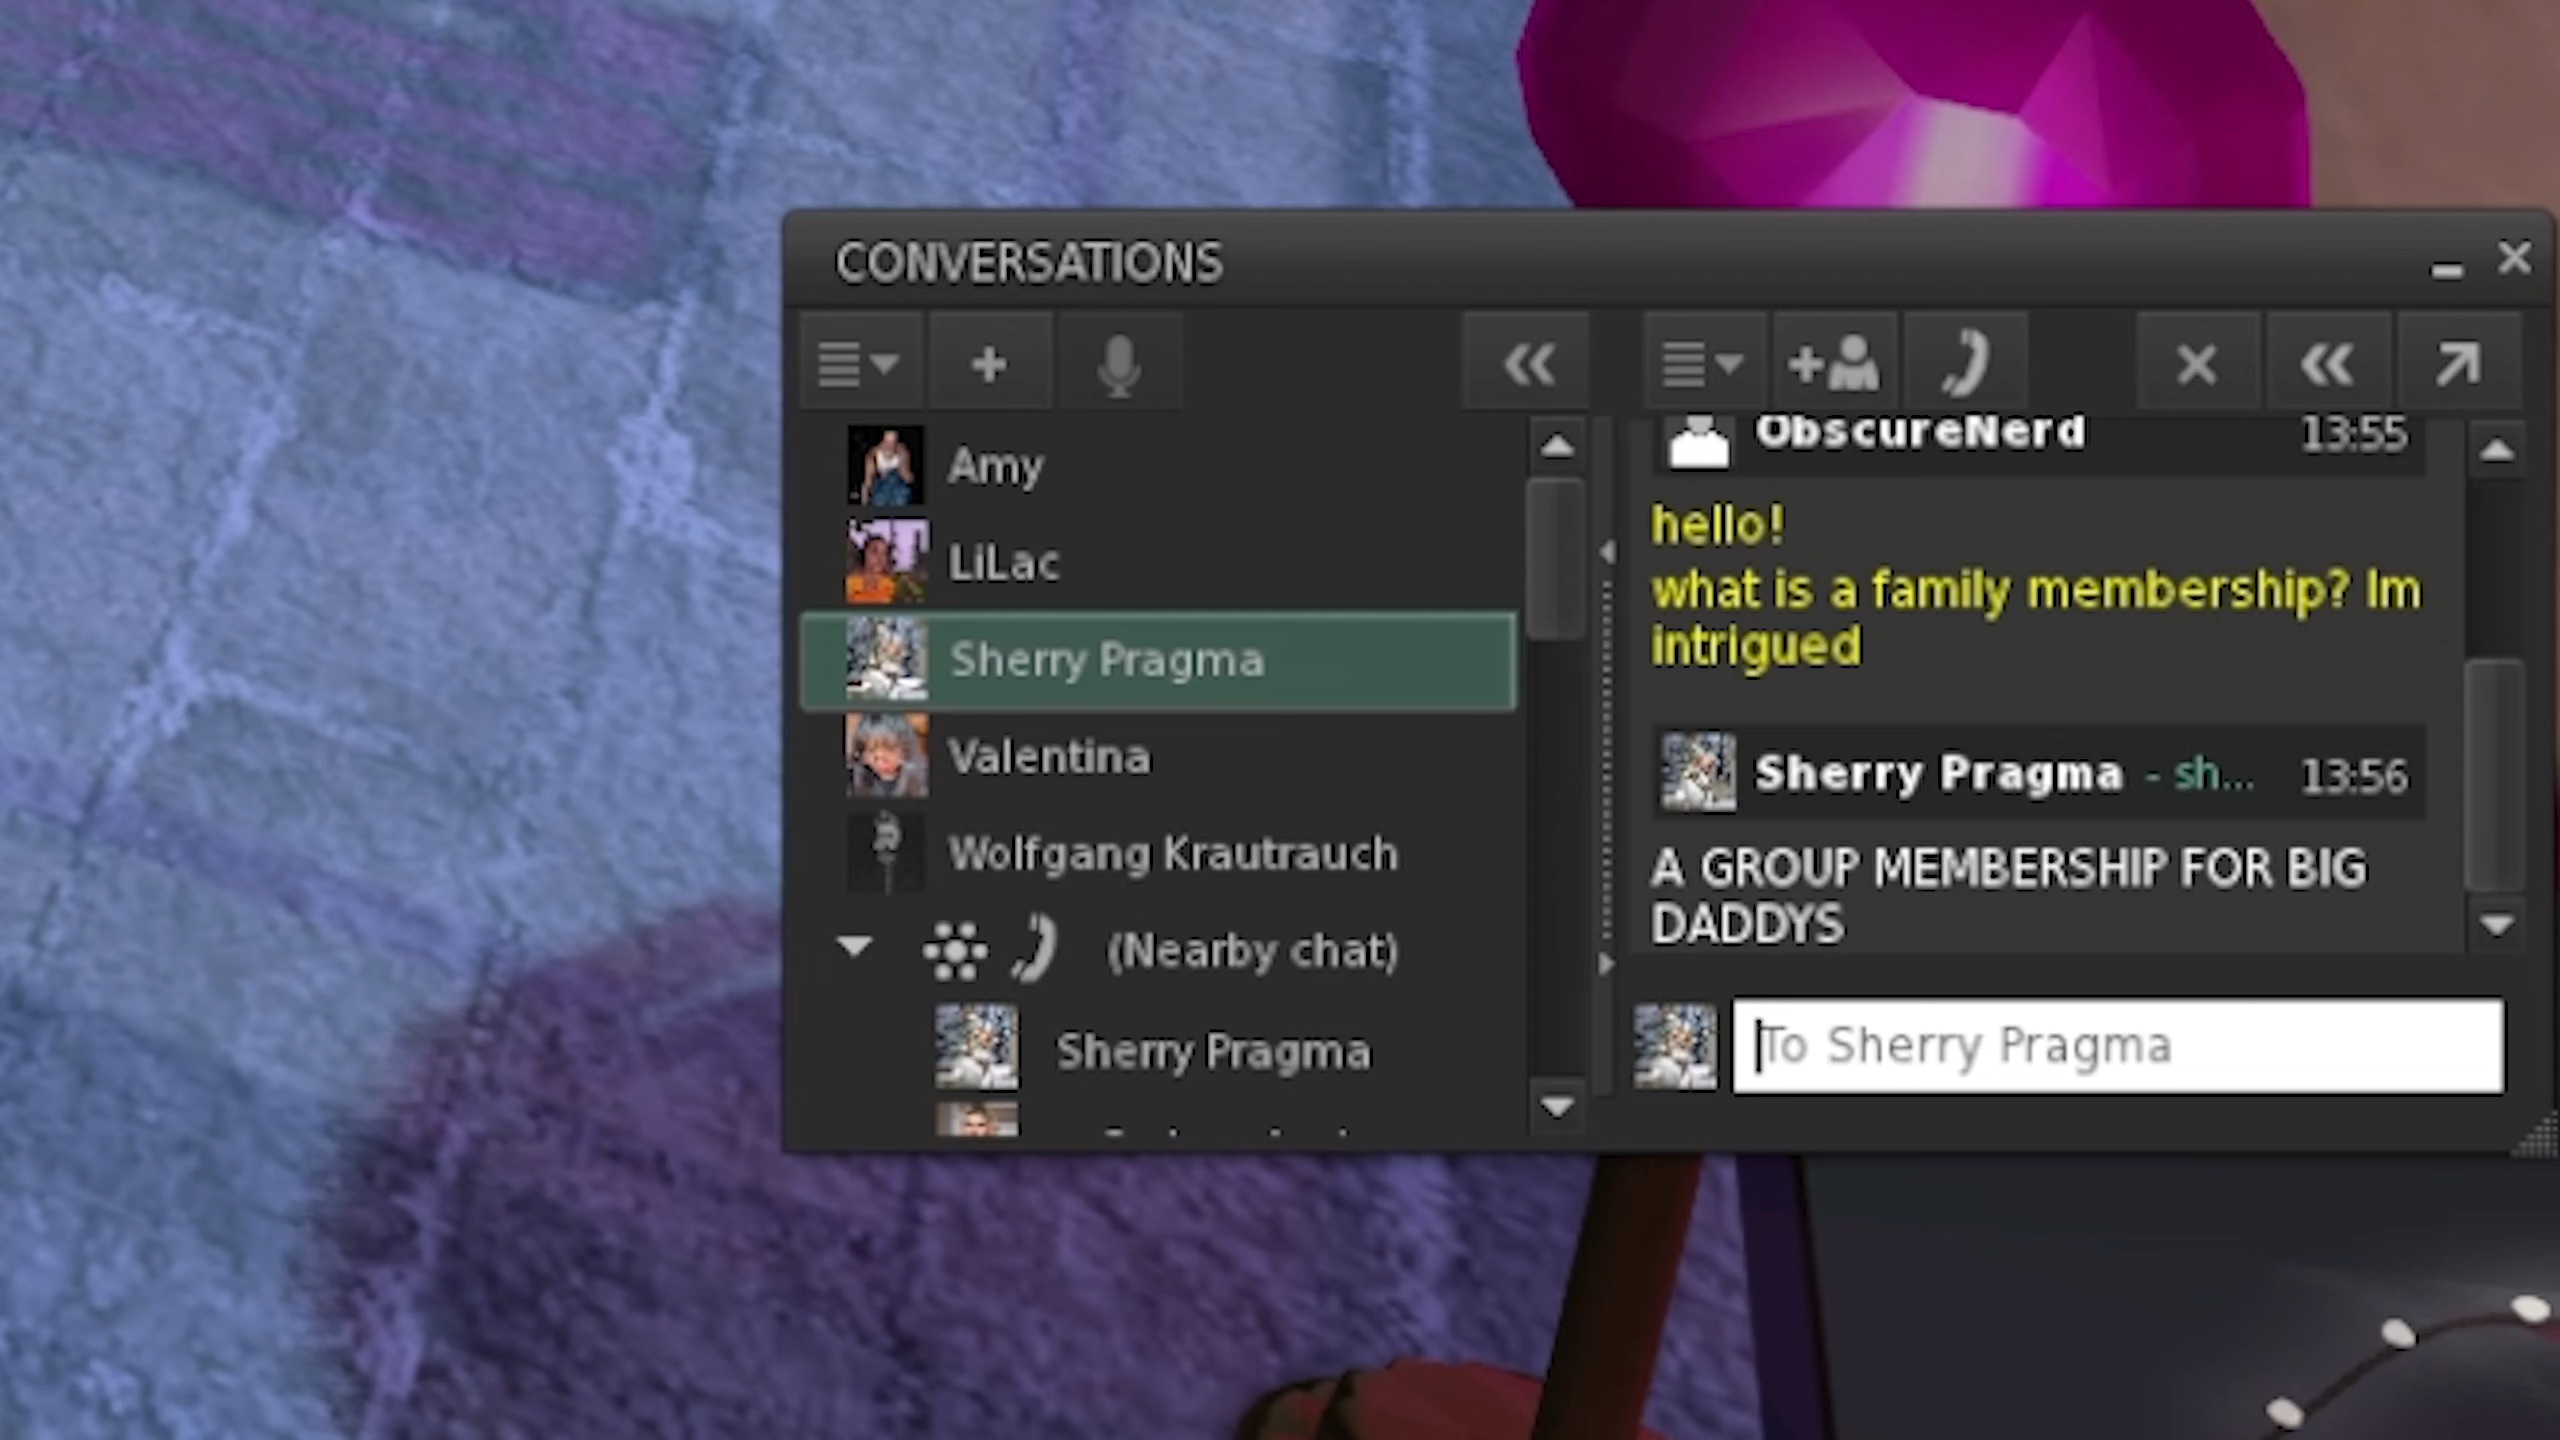 CONVERSATIONS
Amy
LiLac
Sherry Pragma
Valentina
Wolfgang Krautrauch
(Nearby chat)
Sherry Pragma
ObscureNerd 13:55
hello!
what is a family membership? Im
intrigued
Sherry Pragma - sh... 13:56
A GROUP MEMBERSHIP FOR BIG
DADDYS
To Sherry Pragma